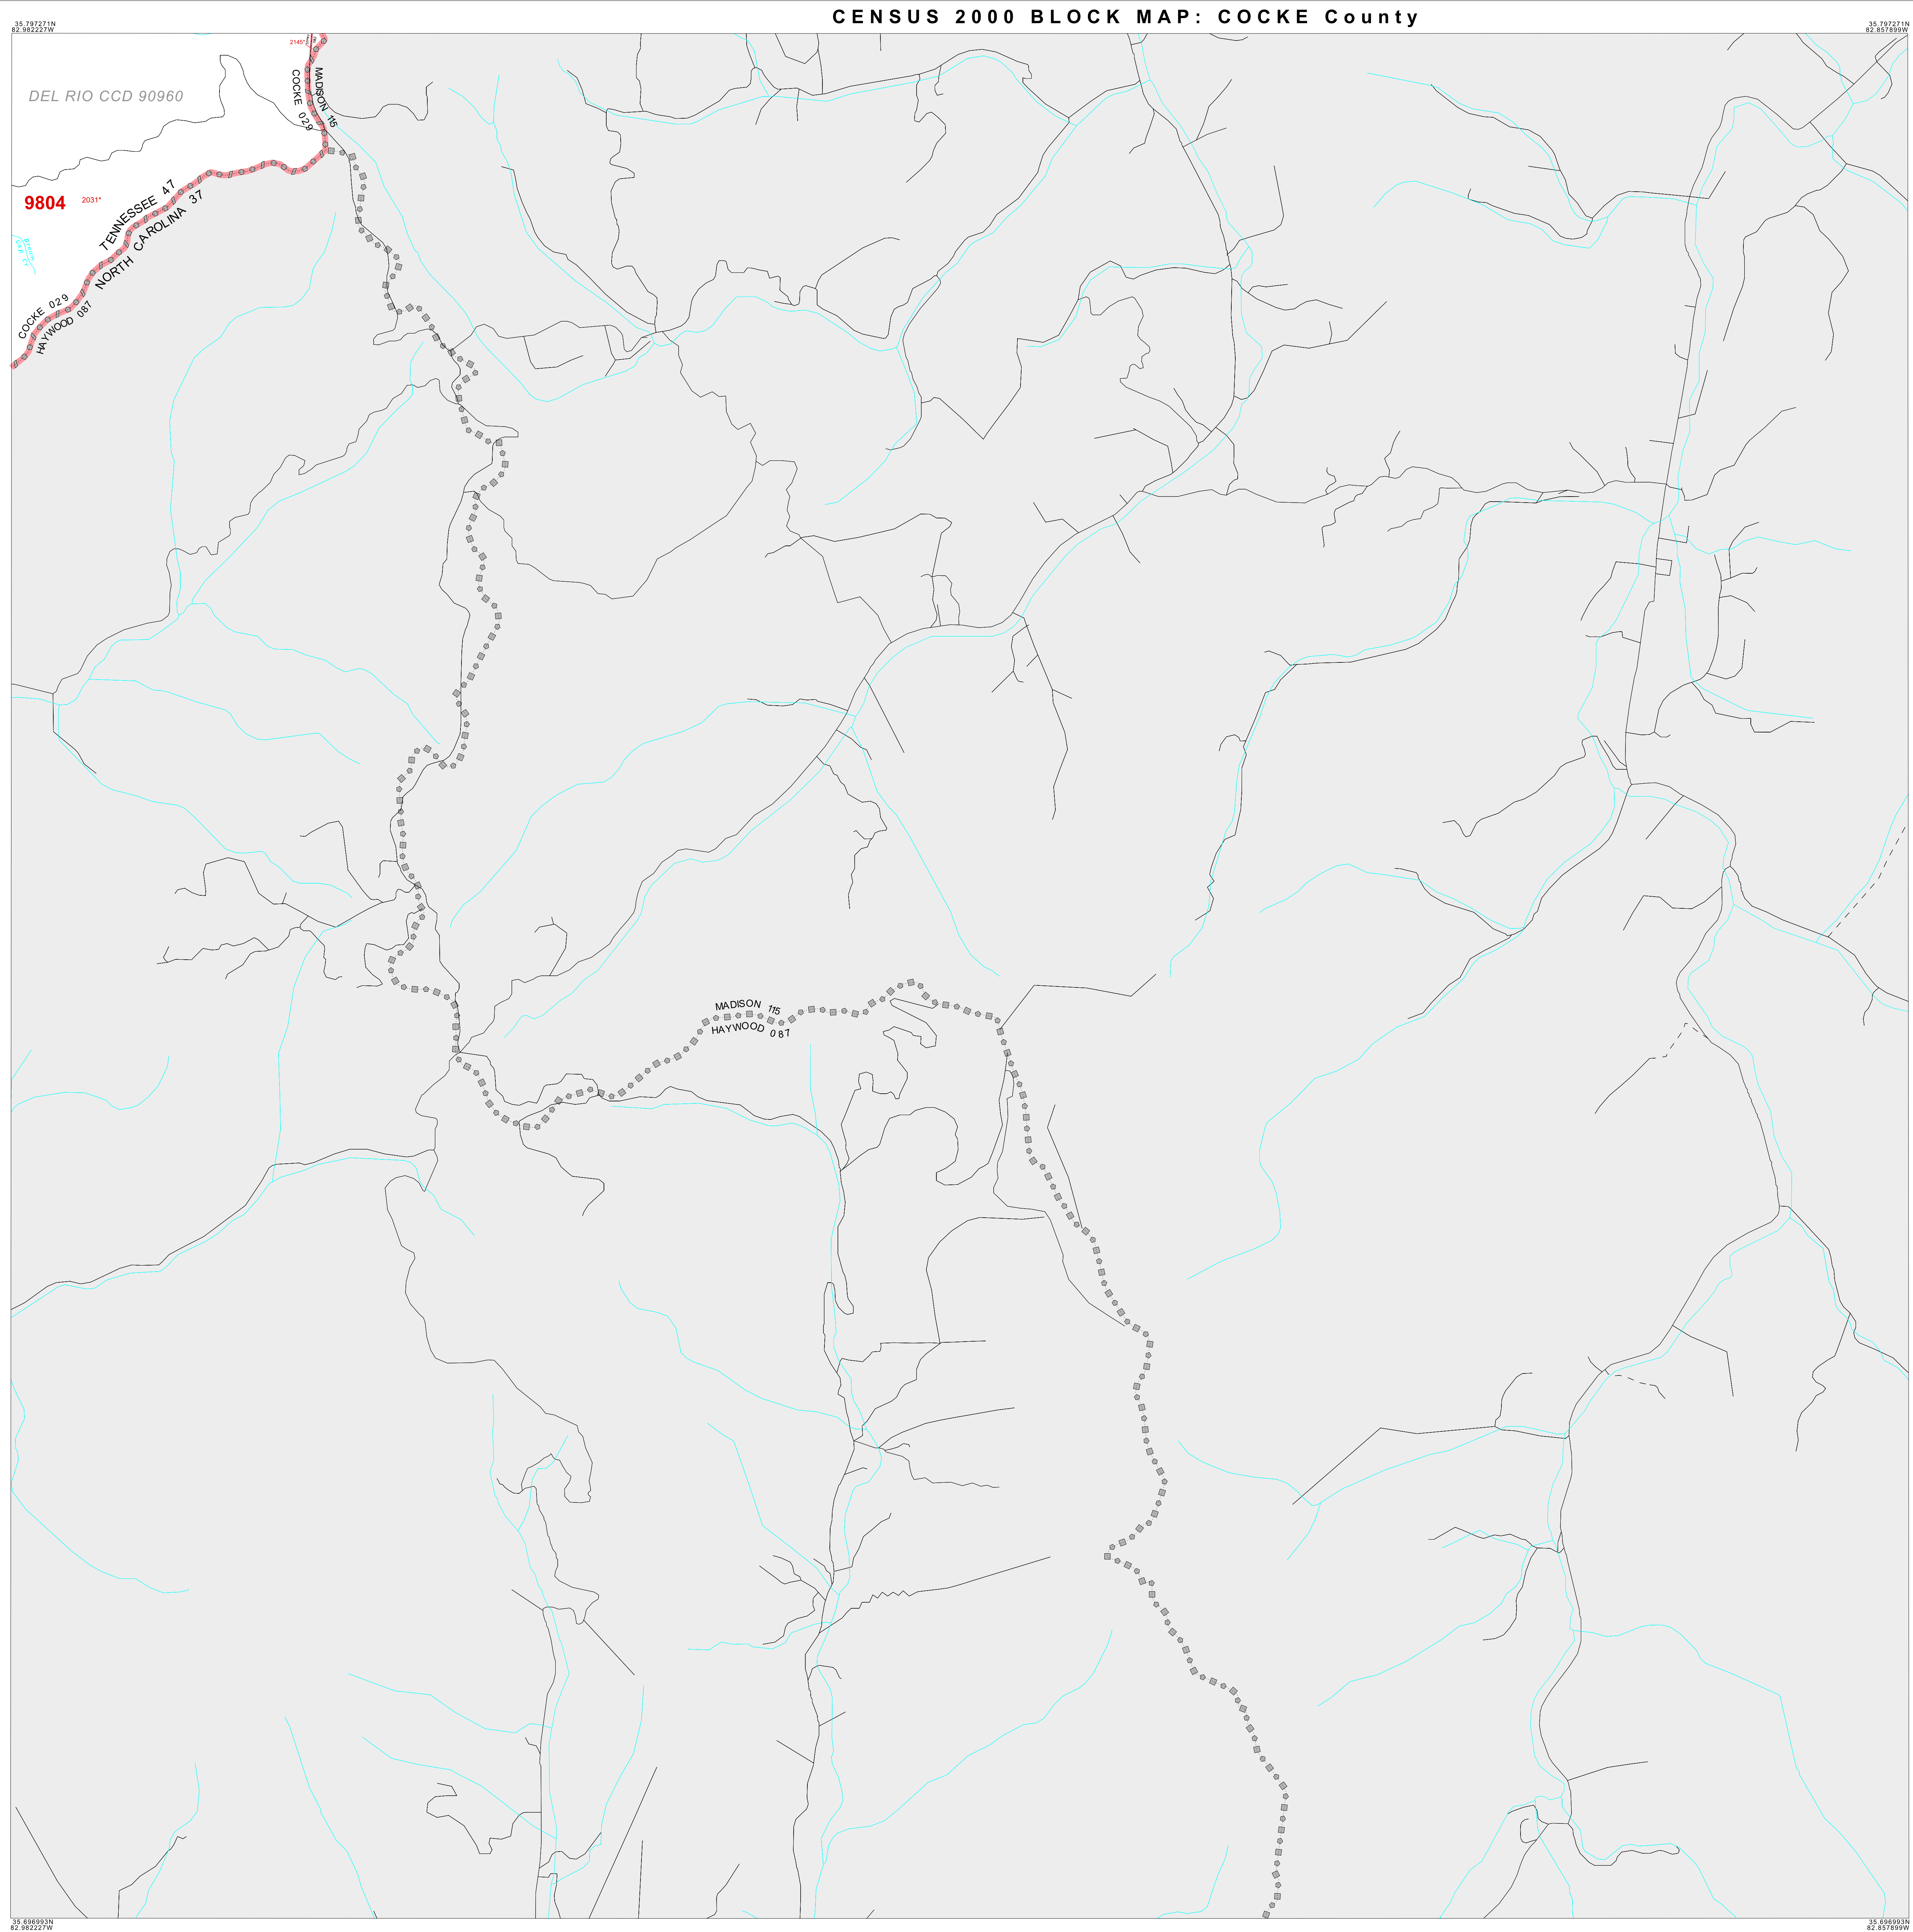 CENSUS 2000 BLOCK MAP: COCKE County
35.797271N
82.982227W
35.797271N
82.857899W
2145*
DEL RIO CCD 90960
COCKE 029
MADISON 115
9804
2031*
TENNESSEE 47
NORTH CAROLINA 37
COCKE 029
HAYWOOD 087
MADISON 115
HAYWOOD 087
35.696993N
82.982227W
35.696993N
82.857899W